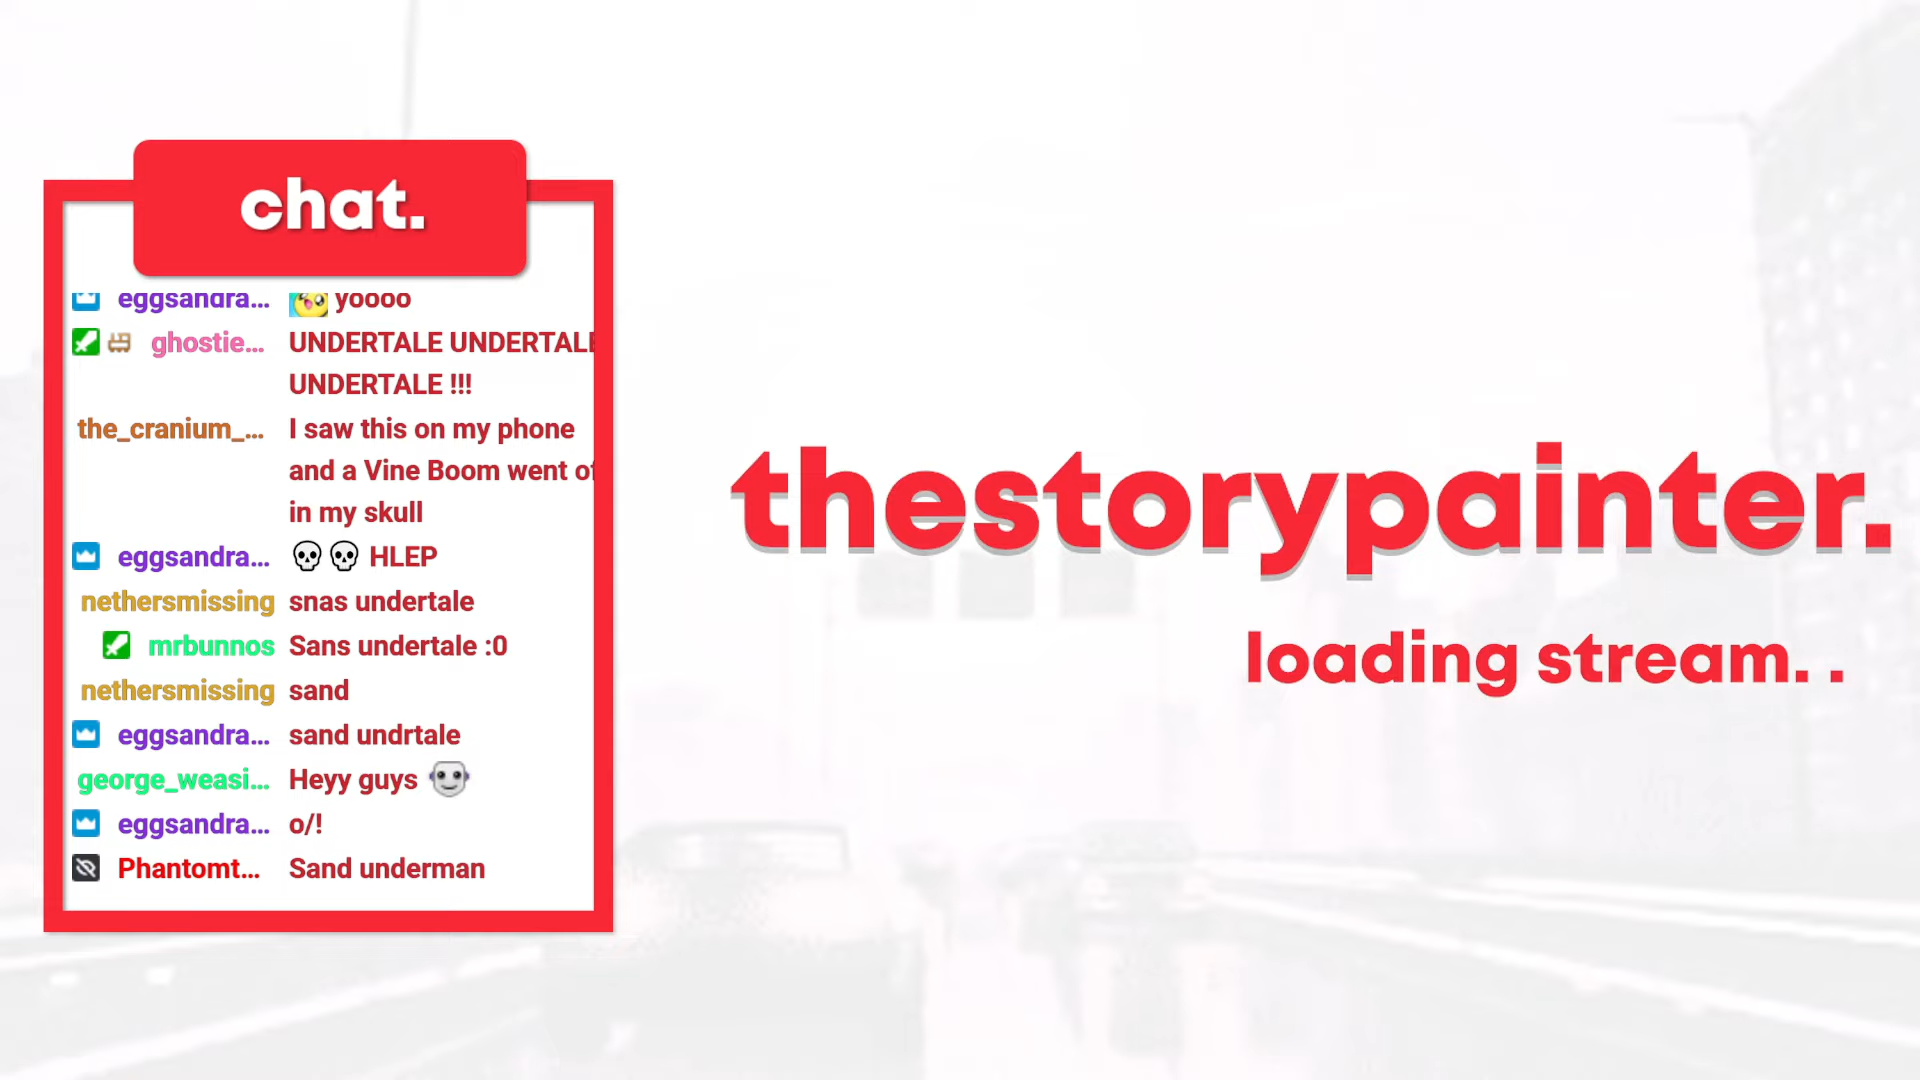 chat.
eggsandra... yoooo
ghostie... UNDERTALE UNDERTALE
UNDERTALE !!!
the_cranium_... I saw this on my phone
and a Vine Boom went of
in my skull
eggsandra... 💀💀 HLEP
nethersmissing snas undertale
mrbunnos Sans undertale :0
nethersmissing sand
eggsandra... sand undrtale
george_weasi... Heyy guys
eggsandra... o/!
Phantomt... Sand underman
thestorypainter.
loading stream. .